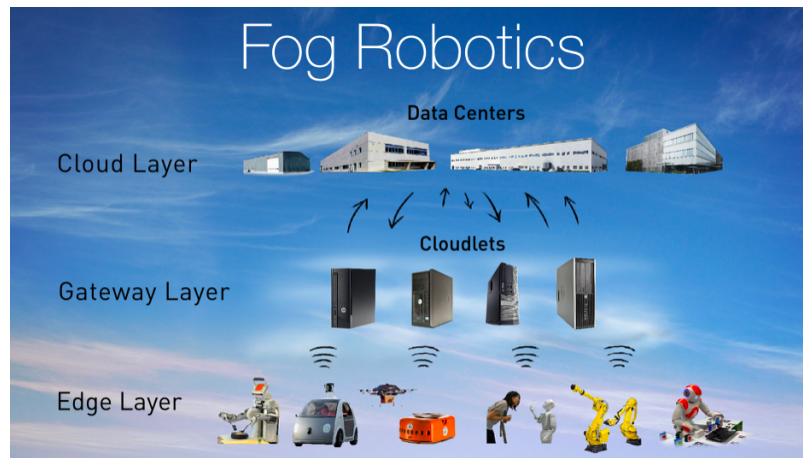 Fog Robotics
Data Centers
Cloud Layer
Cloudlets
Gateway Layer
Edge Layer